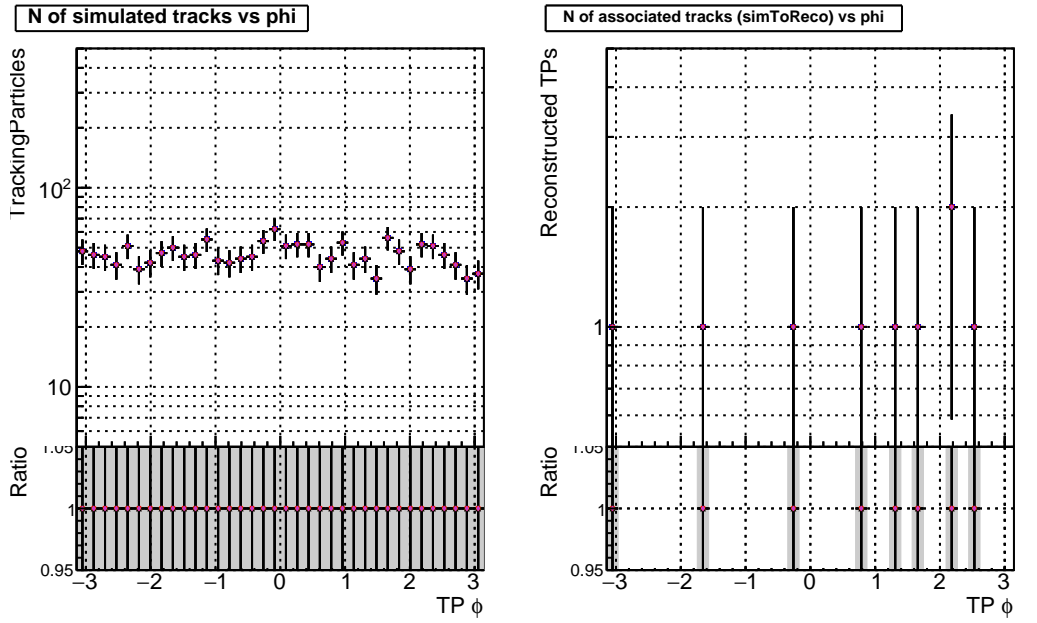 N of simulated tracks vs phi
TrackingParticles
10²
10
Ratio
1.05
1
0.95
−3 −2 −1 0 1 2 3
TP ϕ
N of associated tracks (simToReco) vs phi
Reconstructed TPs
1
Ratio
1.05
1
0.95
−3 −2 −1 0 1 2 3
TP ϕ